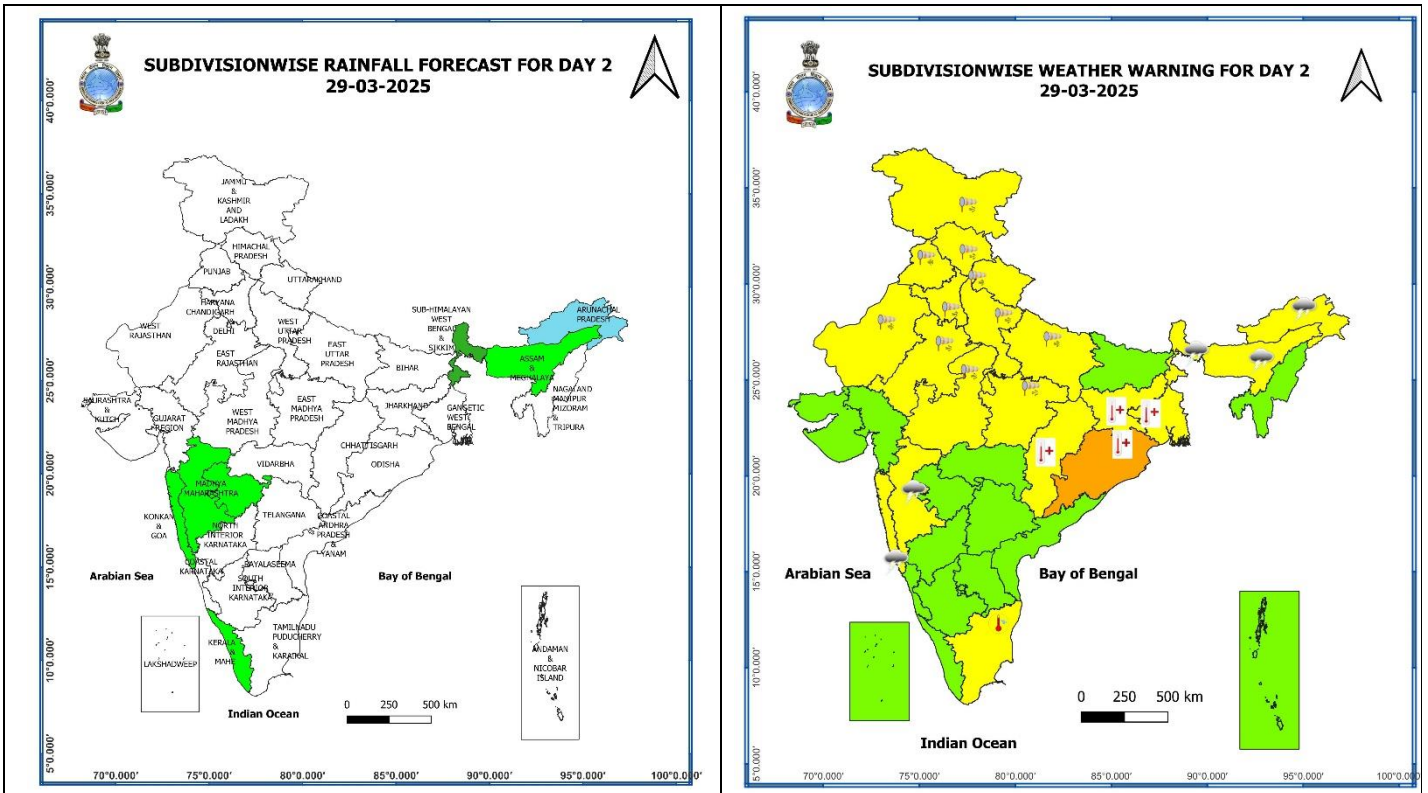 SUBDIVISIONWISE RAINFALL FORECAST FOR DAY 2
29-03-2025
40°0.000'
35°0.000'
30°0.000'
25°0.000'
20°0.000'
15°0.000'
10°0.000'
5°0.000'
JAMMU
&
KASHMIR
AND
LADAKH
HIMACHAL
PRADESH
PUNJAB
UTTARAKHAND
HARYANA
CHANDIGARH
&
DELHI
WEST
RAJASTHAN
WEST
UTTAR
PRADESH
SUB-HIMALAYAN
WEST
BENGAL
&
SIKKIM
ARUNACHAL
PRADESH
EAST
RAJASTHAN
EAST
UTTAR
PRADESH
BIHAR
ASSAM
&
MEGHALAYA
NAGALAND
MANIPUR
MIZORAM
&
TRIPURA
SAURASHTRA
&
KUTCH
GUJARAT
REGION
WEST
MADHYA
PRADESH
EAST
MADHYA
PRADESH
JHARKHAND
GANGETIC
WEST
BENGAL
CHHATTISGARH
ODISHA
VIDARBHA
MADHYA
MAHARASHTRA
KONKAN
&
GOA
TELANGANA
NORTH
INTERIOR
KARNATAKA
COASTAL
ANDHRA
PRADESH
&
YANAM
COASTAL
KARNATAKA
RAYALASEEMA
SOUTH
INTERIOR
KARNATAKA
Arabian Sea
Bay of Bengal
LAKSHADWEEP
KERALA
&
MAHE
TAMILNADU
PUDUCHERRY
&
KARAIKAL
ANDAMAN
&
NICOBAR
ISLAND
0 250 500 km
Indian Ocean
70°0.000' 75°0.000' 80°0.000' 85°0.000' 90°0.000' 95°0.000' 100°0.000'
SUBDIVISIONWISE WEATHER WARNING FOR DAY 2
29-03-2025
40°0.000'
35°0.000'
30°0.000'
25°0.000'
20°0.000'
15°0.000'
10°0.000'
5°0.000'
Arabian Sea
Bay of Bengal
0 250 500 km
Indian Ocean
70°0.000' 75°0.000' 80°0.000' 85°0.000' 90°0.000' 95°0.000' 100°0.000'